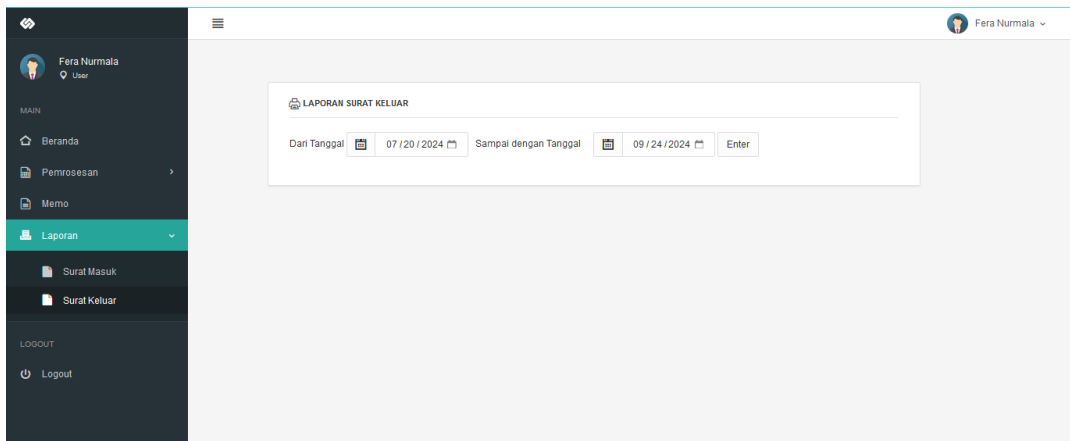 Fera Nurmala
Fera Nurmala
User
MAIN
Beranda
Pemrosesan
Memo
Laporan
Surat Masuk
Surat Keluar
LOGOUT
Logout
LAPORAN SURAT KELUAR
Dari Tanggal 07/20/2024 Sampai dengan Tanggal 09/24/2024 Enter